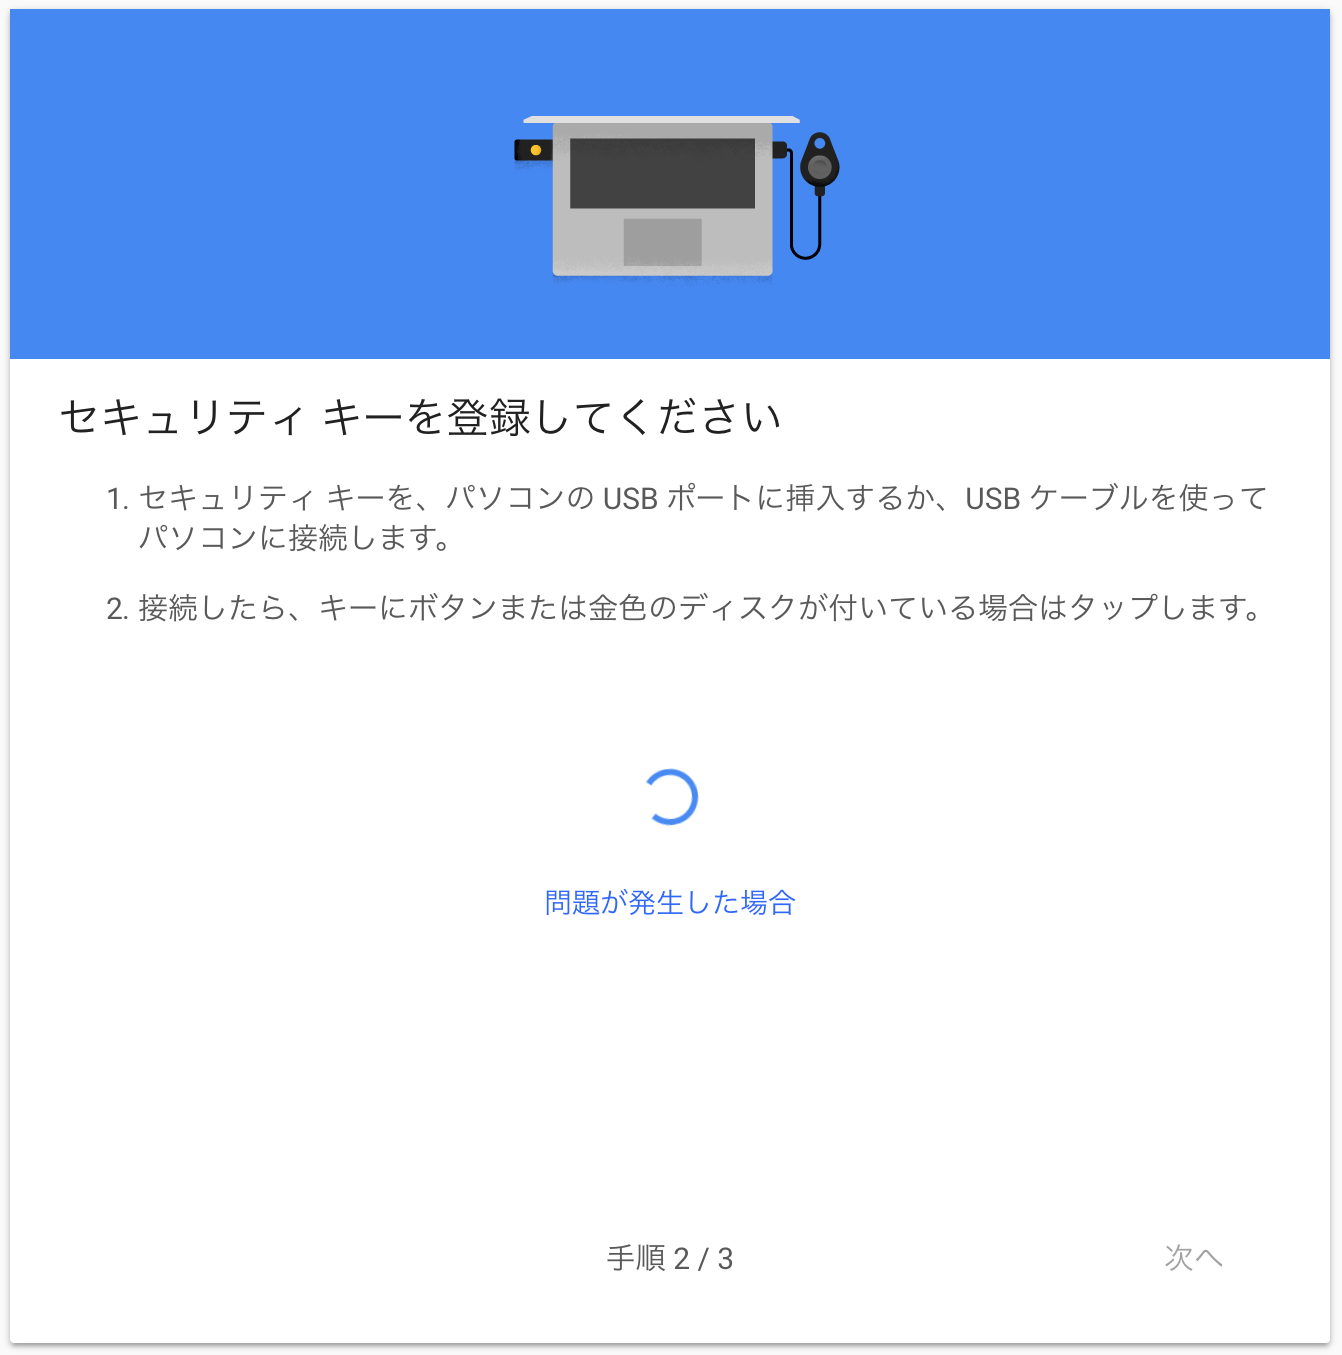 セキュリティ キーを登録してください
1. セキュリティ キーを、パソコンの USB ポートに挿入するか、USB ケーブルを使って
パソコンに接続します。
2. 接続したら、キーにボタンまたは金色のディスクが付いている場合はタップします。
問題が発生した場合
手順 2 / 3
次へ